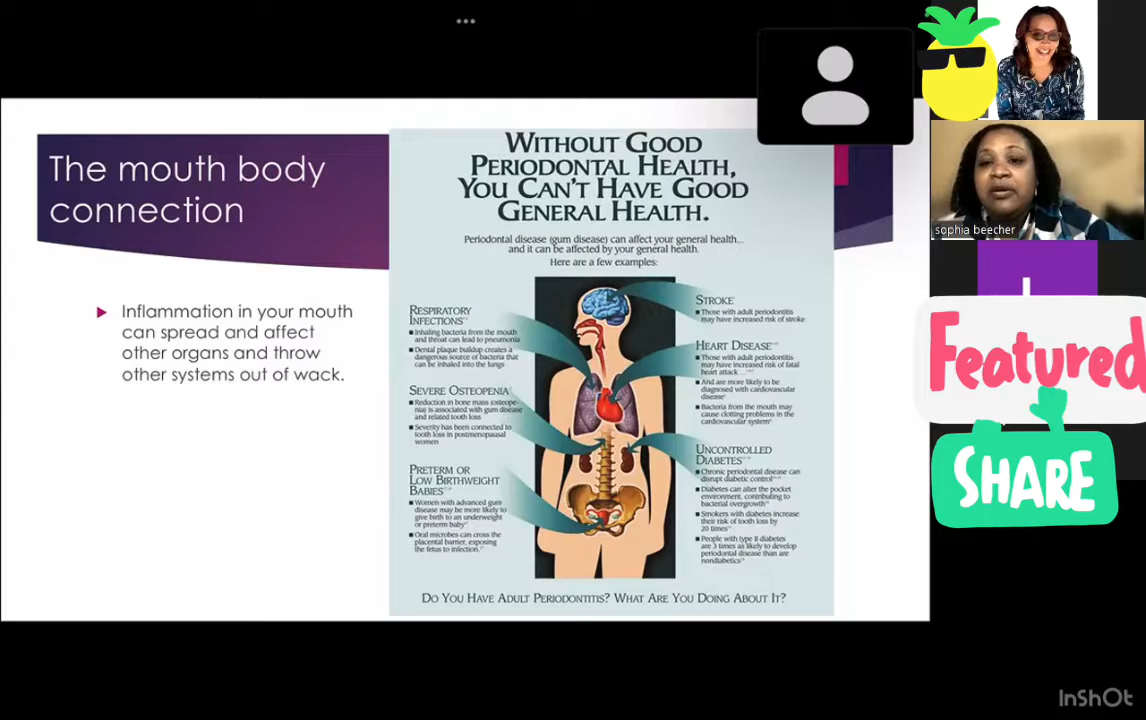 The mouth body
connection
Inflammation in your mouth
can spread and affect
other organs and throw
other systems out of wack.
WITHOUT GOOD
PERIODONTAL HEALTH,
YOU CAN'T HAVE GOOD
GENERAL HEALTH.
Periodontal disease (gum disease) can affect your general health...
and it can be affected by your general health.
Here are a few examples:
RESPIRATORY
INFECTIONS
Inhaling bacteria from the mouth
and throat can lead to pneumonia
Dental plaque buildup creates a
dangerous source of bacteria that
can be inhaled into the lungs
SEVERE OSTEOPENIA
Reduction in bone mass (osteope-
nia) is associated with gum disease
and related tooth loss
Severity has been connected to
tooth loss in postmenopausal
women
PRETERM OR
LOW BIRTHWEIGHT
BABIES
Women with advanced gum
disease may be more likely to
give birth to an underweight
or preterm baby
Oral microbes can cross the
placental barrier, exposing
the fetus to infection.
STROKE
Those with adult periodontitis
may have increased risk of stroke
HEART DISEASE
Those with adult periodontitis
may have increased risk of fatal
heart attack
And are more likely to be
diagnosed with cardiovascular
disease
Bacteria from the mouth may
cause clotting problems in the
cardiovascular system
UNCONTROLLED
DIABETES
Chronic periodontal disease can
disrupt diabetic control
Diabetes can alter the pocket
environment, contributing to
bacterial overgrowth
Smokers with diabetes increase
their risk of tooth loss by
20 times
People with type II diabetes
are 3 times as likely to develop
periodontal disease than are
nondiabetics
DO YOU HAVE ADULT PERIODONTITIS? WHAT ARE YOU DOING ABOUT IT?
sophia beecher
Featured
SHARE
InShOt